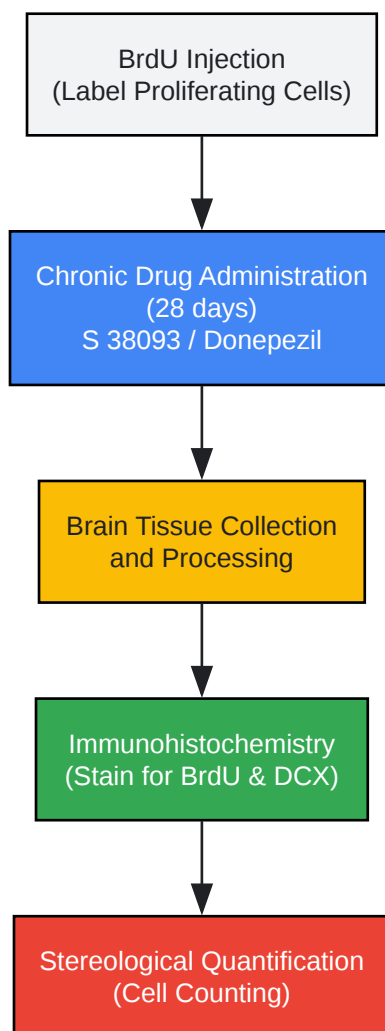 BrdU Injection
(Label Proliferating Cells)
Chronic Drug Administration
(28 days)
S 38093 / Donepezil
Brain Tissue Collection
and Processing
Immunohistochemistry
(Stain for BrdU & DCX)
Stereological Quantification
(Cell Counting)